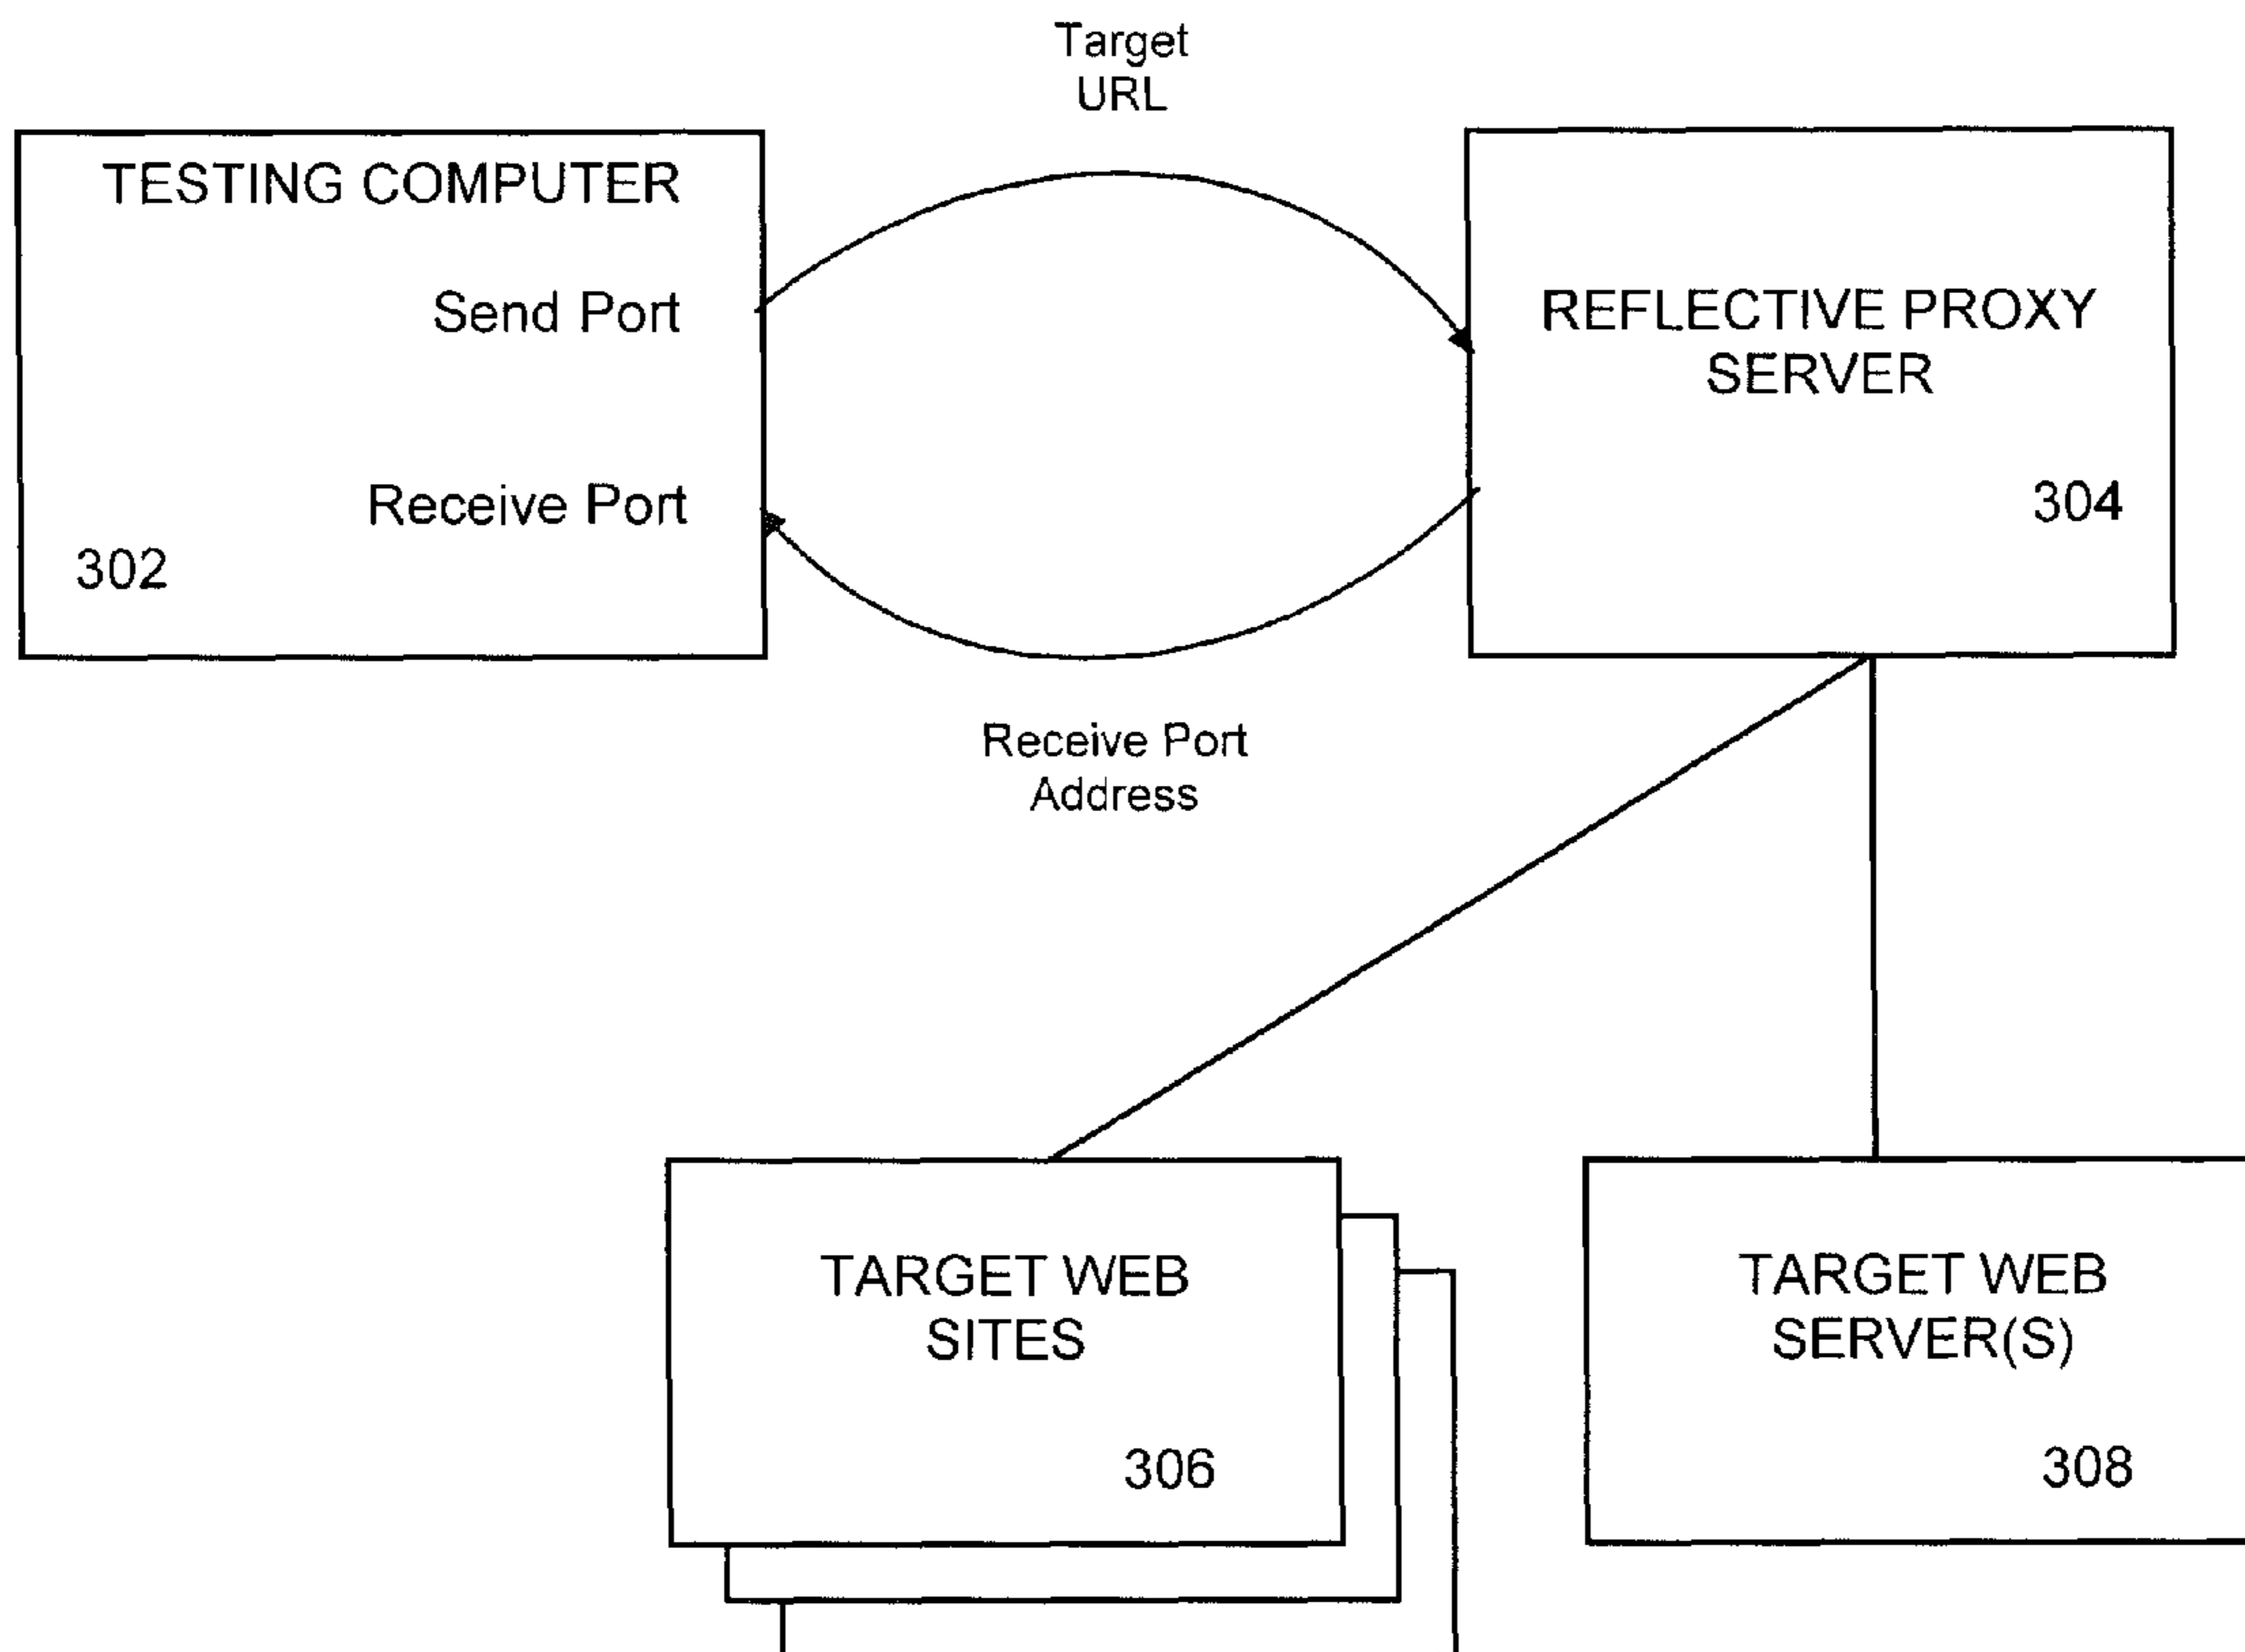 Target
URL
TESTING COMPUTER
Send Port
Receive Port
302
REFLECTIVE PROXY
SERVER
304
Receive Port
Address
TARGET WEB
SITES
306
TARGET WEB
SERVER(S)
308